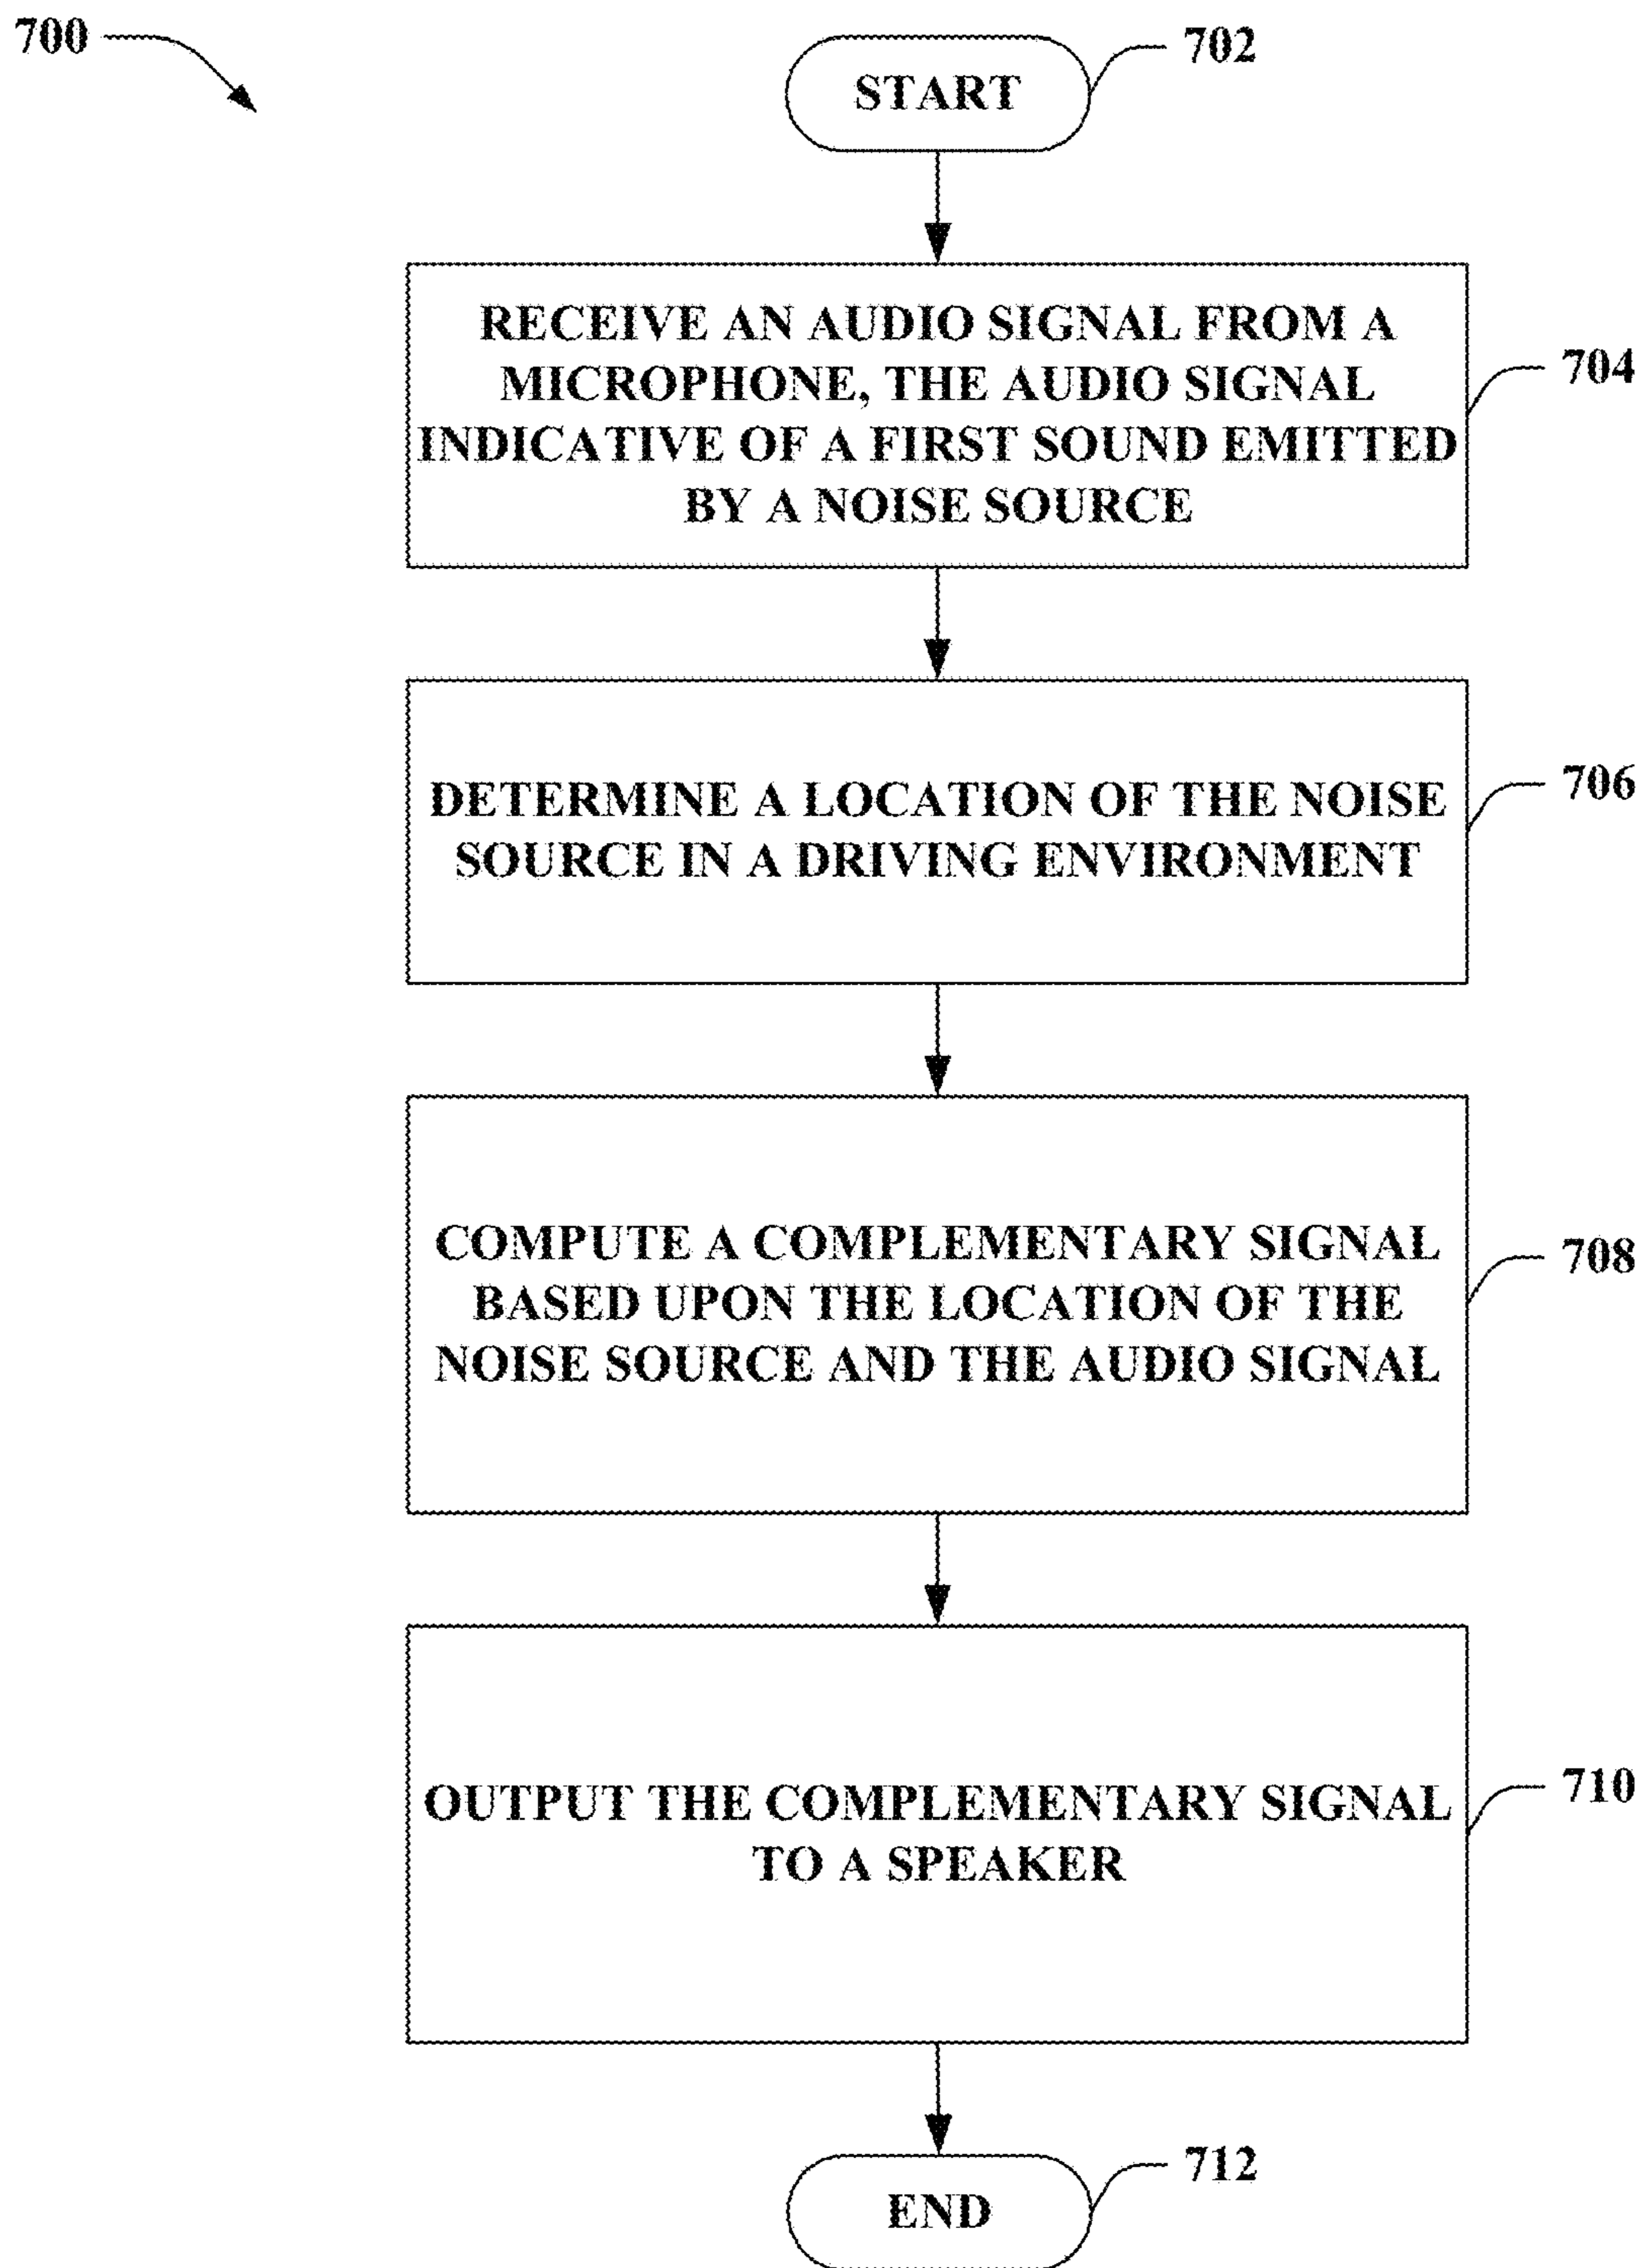 700
702
START
RECEIVE AN AUDIO SIGNAL FROM A
MICROPHONE, THE AUDIO SIGNAL
INDICATIVE OF A FIRST SOUND EMITTED
BY A NOISE SOURCE
704
DETERMINE A LOCATION OF THE NOISE
SOURCE IN A DRIVING ENVIRONMENT
706
COMPUTE A COMPLEMENTARY SIGNAL
BASED UPON THE LOCATION OF THE
NOISE SOURCE AND THE AUDIO SIGNAL
708
OUTPUT THE COMPLEMENTARY SIGNAL
TO A SPEAKER
710
712
END